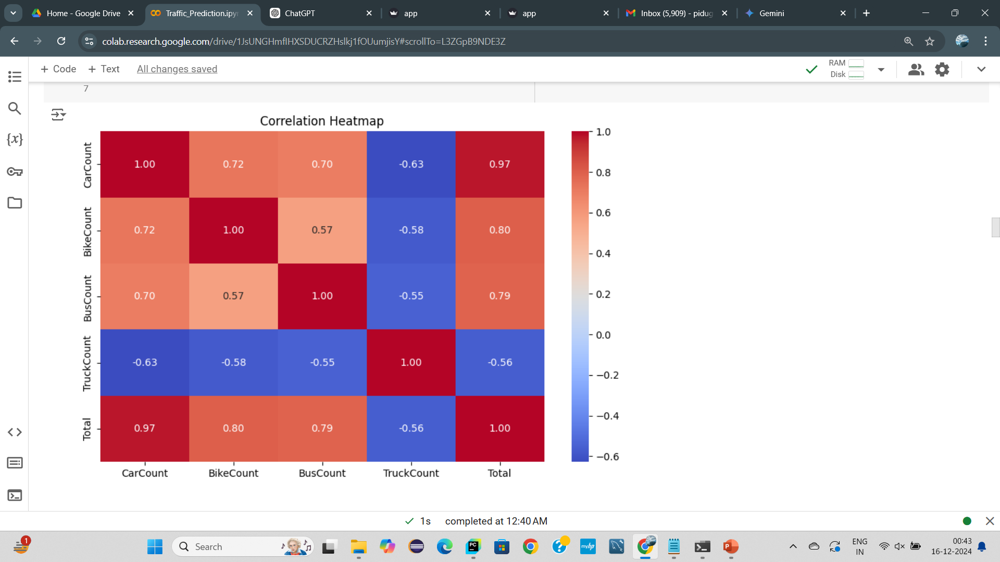 Home - Google Drive
Traffic_Prediction.ipyn
ChatGPT
app
app
Inbox (5,909) - pidug
Gemini
colab.research.google.com/drive/1JsUNGHmfIHXSDUCRZHslkj1fOUumjisY#scrollTo=L3ZGpB9NDE3Z
+ Code + Text All changes saved
RAM
Disk
7
{x}
Correlation Heatmap
CarCount 1.00 0.72 0.70 -0.63 0.97
BikeCount 0.72 1.00 0.57 -0.58 0.80
BusCount 0.70 0.57 1.00 -0.55 0.79
TruckCount -0.63 -0.58 -0.55 1.00 -0.56
Total 0.97 0.80 0.79 -0.56 1.00
CarCount BikeCount BusCount TruckCount Total
1.0
0.8
0.6
0.4
0.2
0.0
−0.2
−0.4
−0.6
1s completed at 12:40 AM
1
Search
PC
myhp
P
ENG
IN
00:43
16-12-2024